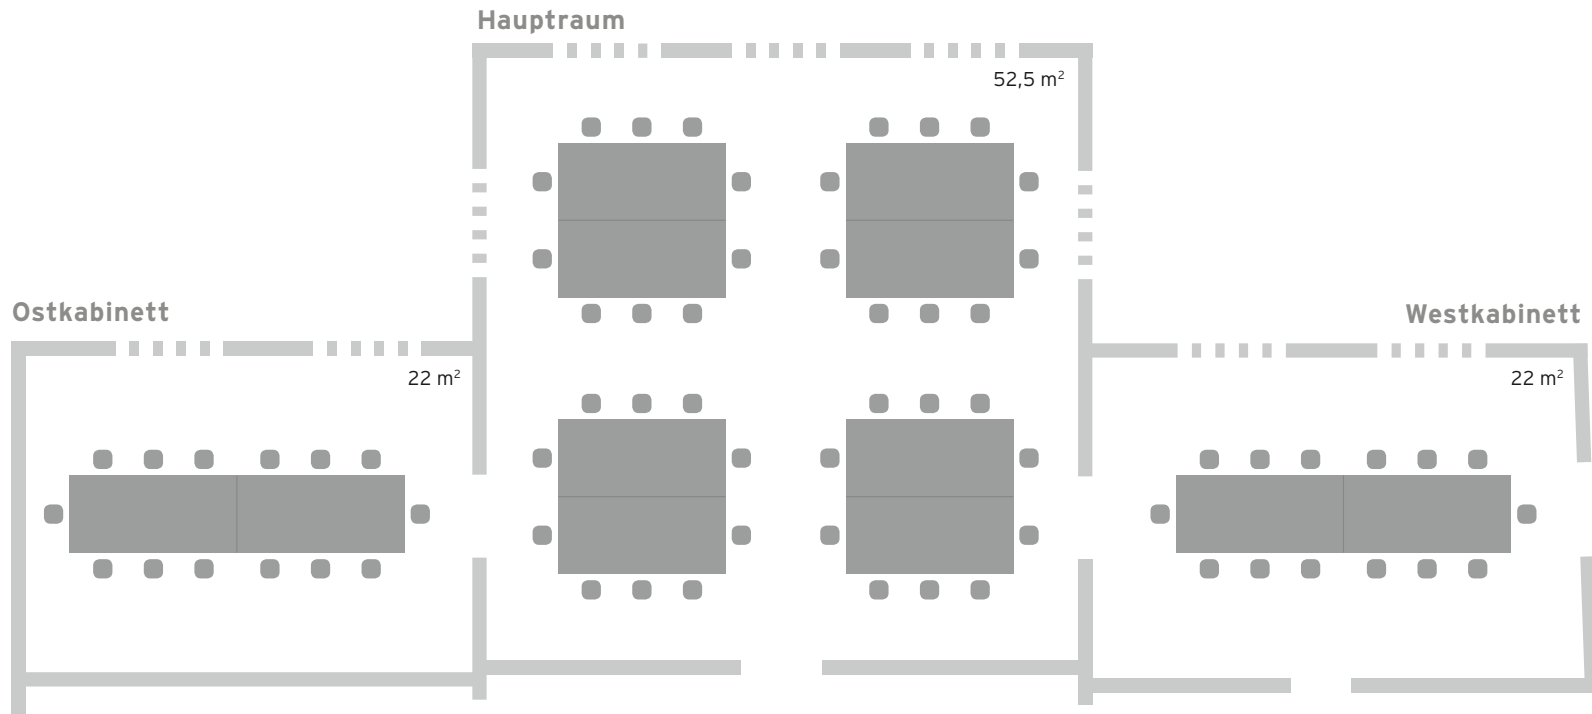 Hauptraum
52,5 m²
Ostkabinett
22 m²
Westkabinett
22 m²